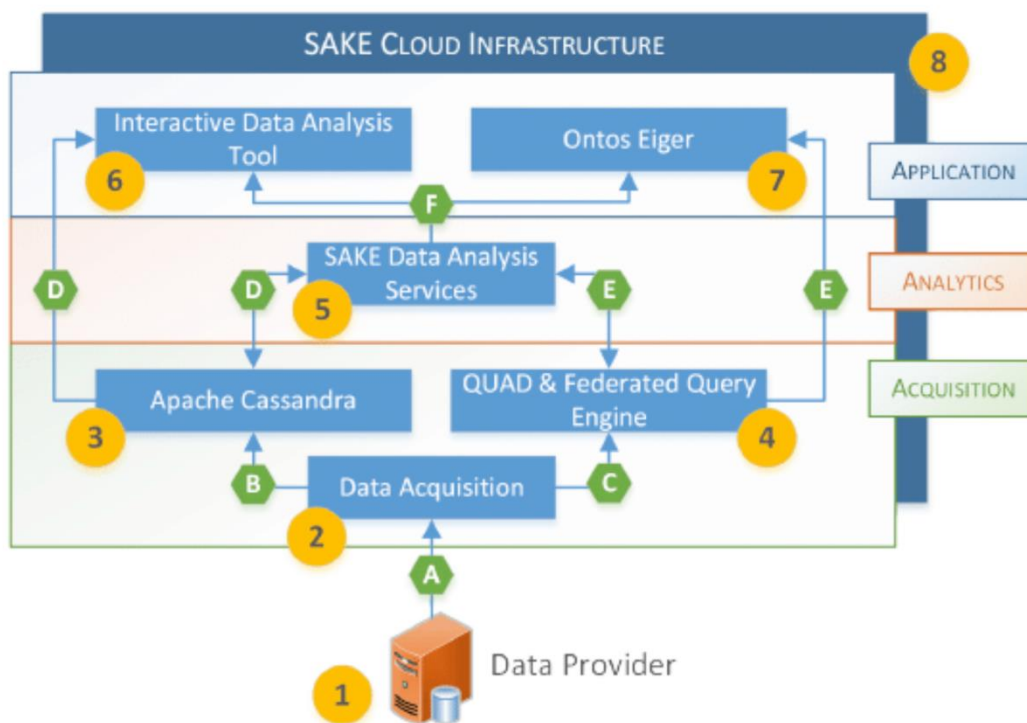 SAKE CLOUD INFRASTRUCTURE
8
Interactive Data Analysis
Tool
6
Ontos Eiger
7
APPLICATION
F
SAKE Data Analysis
Services
5
D
D
E
E
ANALYTICS
Apache Cassandra
3
QUAD & Federated Query
Engine
4
ACQUISITION
B
Data Acquisition
2
C
A
1
Data Provider